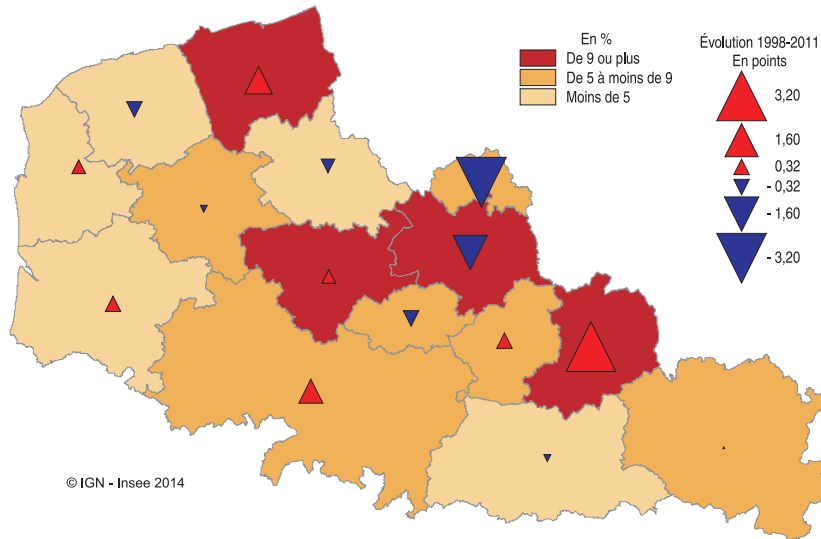 En %
De 9 ou plus
De 5 à moins de 9
Moins de 5
Évolution 1998-2011
En points
3,20
1,60
0,32
- 0,32
- 1,60
- 3,20
© IGN - Insee 2014